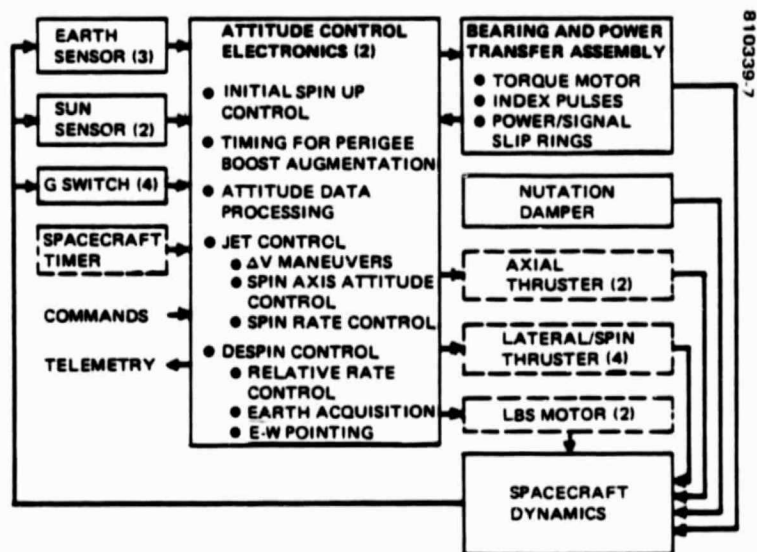 EARTH
SENSOR (3)
SUN
SENSOR (2)
G SWITCH (4)
SPACECRAFT
TIMER
COMMANDS
TELEMETRY
ATTITUDE CONTROL
ELECTRONICS (2)
● INITIAL SPIN UP
CONTROL
● TIMING FOR PERIGEE
BOOST AUGMENTATION
● ATTITUDE DATA
PROCESSING
● JET CONTROL
● ΔV MANEUVERS
● SPIN AXIS ATTITUDE
CONTROL
● SPIN RATE CONTROL
● DESPIN CONTROL
● RELATIVE RATE
CONTROL
● EARTH ACQUISITION
● E-W POINTING
BEARING AND POWER
TRANSFER ASSEMBLY
● TORQUE MOTOR
● INDEX PULSES
● POWER/SIGNAL
SLIP RINGS
NUTATION
DAMPER
AXIAL
THRUSTER (2)
LATERAL/SPIN
THRUSTER (4)
LBS MOTOR (2)
SPACECRAFT
DYNAMICS
810339-7